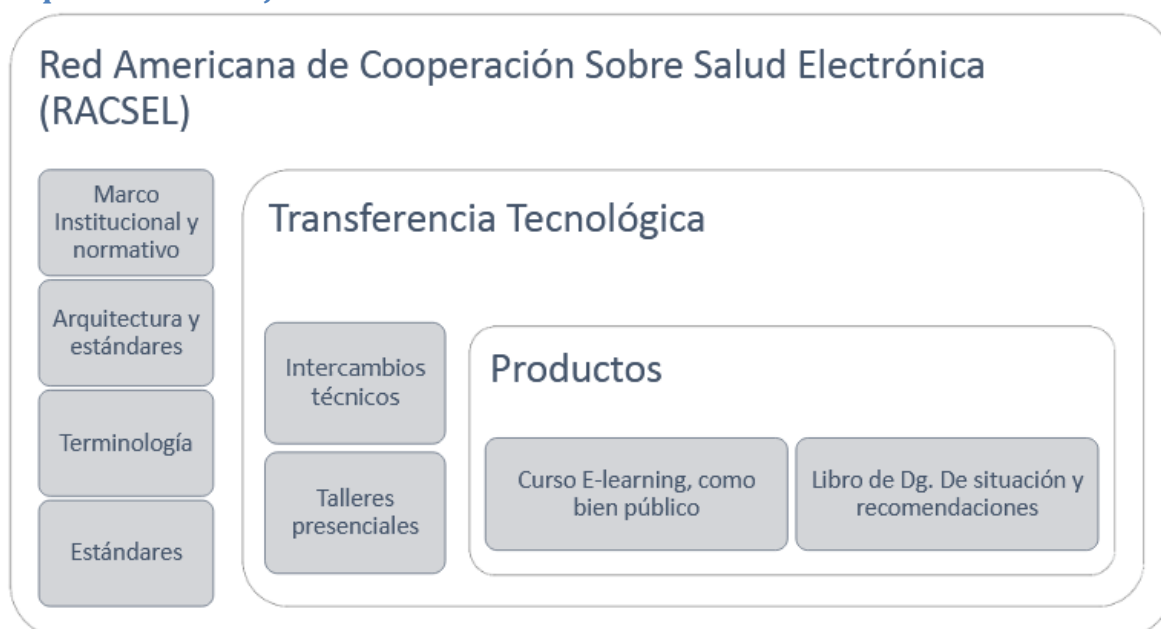 Red Americana de Cooperación Sobre Salud Electrónica
(RACSEL)
Marco
Institucional y
normativo
Arquitectura y
estándares
Terminología
Estándares
Transferencia Tecnológica
Intercambios
técnicos
Talleres
presenciales
Productos
Curso E-learning, como
bien público
Libro de Dg. De situación y
recomendaciones